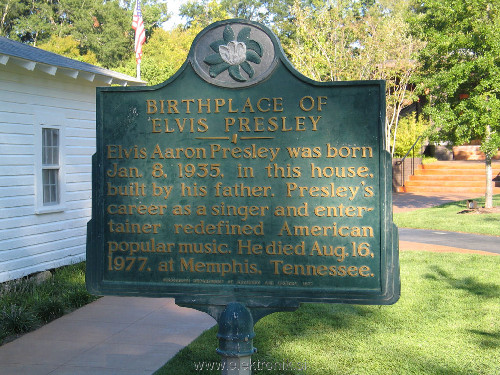 BIRTHPLACE OF
ELVIS PRESLEY
Elvis Aaron Presley was born
Jan. 8, 1935, in this house,
built by his father. Presley's
career as a singer and enter-
tainer redefined American
popular music. He died Aug. 16,
1977, at Memphis, Tennessee.